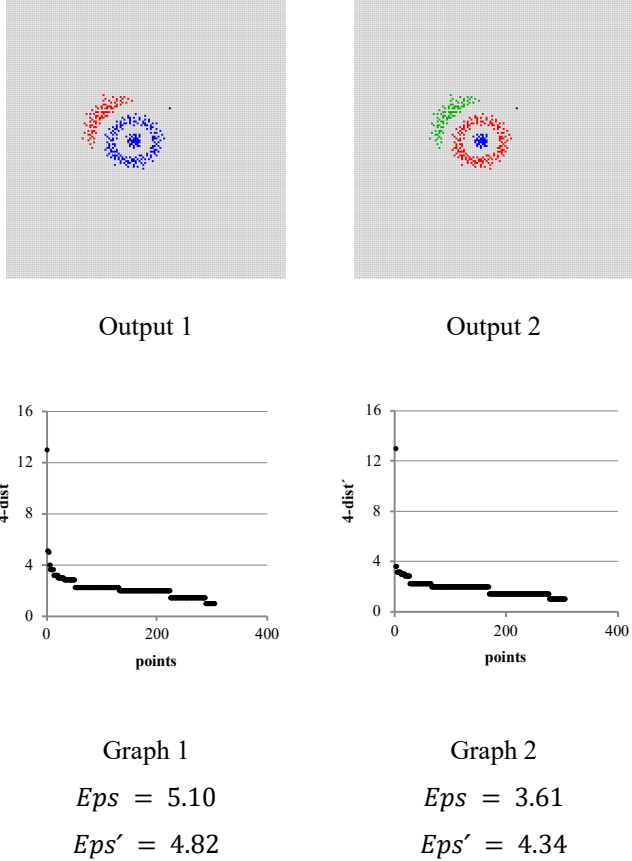 Output 1
Output 2
16
12
8
4
0
4-dist
0
200
400
points
16
12
8
4
0
4-dist´
0
200
400
points
Graph 1
Graph 2
Eps = 5.10
Eps = 3.61
Eps′ = 4.82
Eps′ = 4.34